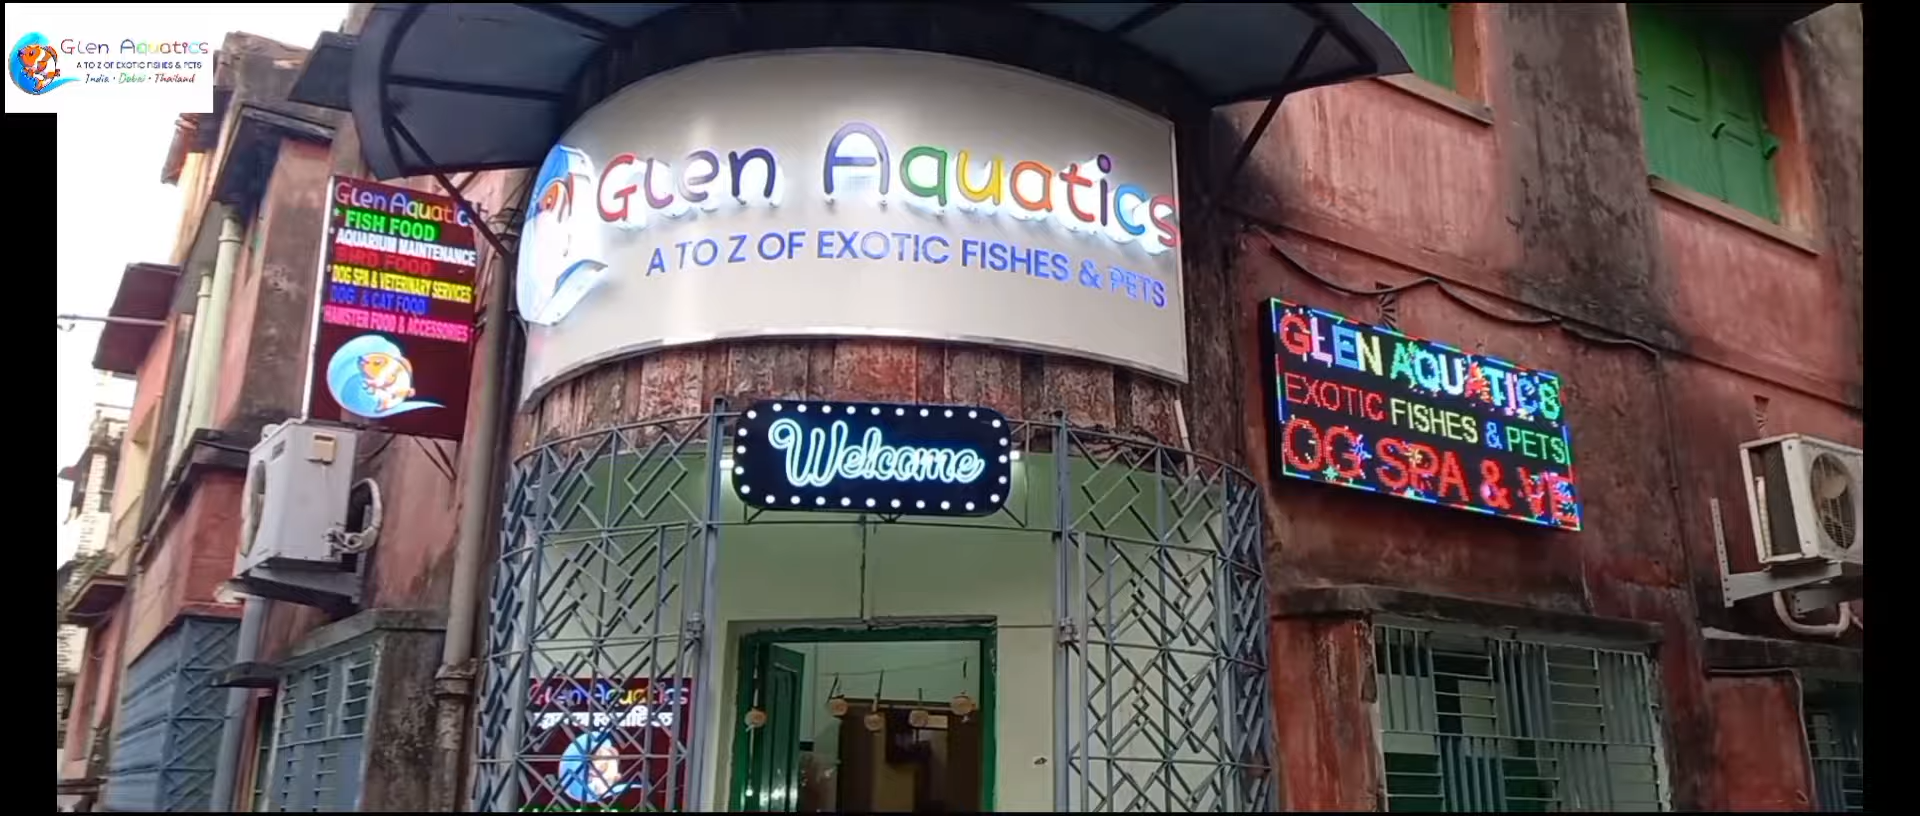 Glen Aquatics
A TO Z OF EXOTIC FISHES & PETS
India • Dubai • Thailand
Glen Aquatics
A TO Z OF EXOTIC FISHES & PETS
Glen Aquatic
* FISH FOOD
* AQUARIUM MAINTENANCE
BIRD FOOD
* DOG SPA & VETERINARY SERVICES
DOG & CAT FOOD
HAMSTER FOOD & ACCESSORIES
Welcome
GLEN AQUATICS
EXOTIC FISHES & PETS
OG SPA & VE
Glen Aquatics